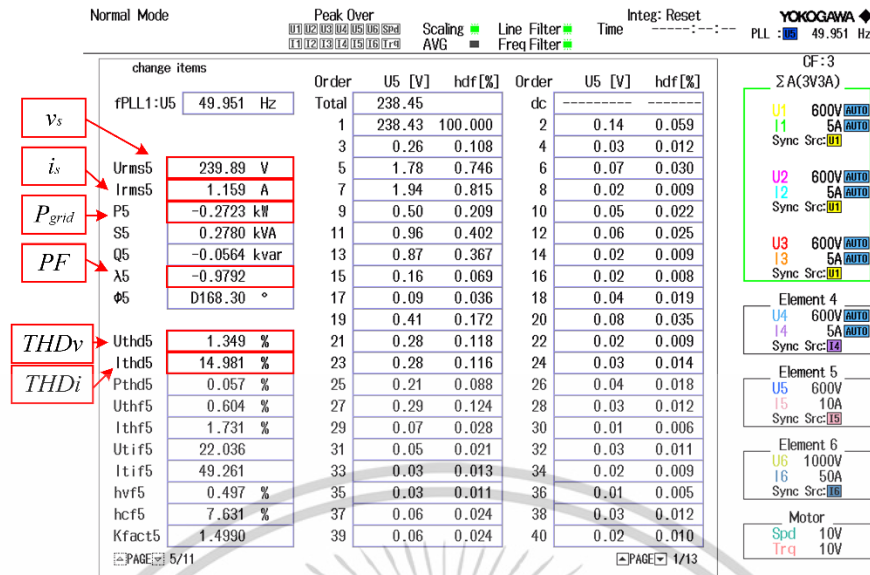 Normal Mode Peak Over Scaling Line Filter Time ----:--:-- Integ: Reset YOKOGAWA
U1 U2 U3 U4 U5 U6 Spd AVG Freq Filter PLL :U5 49.951 Hz
I1 I2 I3 I4 I5 I6 Trq
change items
Order U5 [V] hdf[%] Order U5 [V] hdf[%]
fPLL1:U5 49.951 Hz Total 238.45 dc --------- -------
1 238.43 100.000 2 0.14 0.059
3 0.26 0.108 4 0.03 0.012
Urms5 239.89 V 5 1.78 0.746 6 0.07 0.030
Irms5 1.159 A 7 1.94 0.815 8 0.02 0.009
P5 -0.2723 kW 9 0.50 0.209 10 0.05 0.022
S5 0.2780 kVA 11 0.96 0.402 12 0.06 0.025
Q5 -0.0564 kvar 13 0.87 0.367 14 0.02 0.009
λ5 -0.9792 15 0.16 0.069 16 0.02 0.008
Φ5 D168.30 ° 17 0.09 0.036 18 0.04 0.019
19 0.41 0.172 20 0.08 0.035
Uthd5 1.349 % 21 0.28 0.118 22 0.02 0.009
Ithd5 14.981 % 23 0.28 0.116 24 0.03 0.014
Pthd5 0.057 % 25 0.21 0.088 26 0.04 0.018
Uthf5 0.604 % 27 0.29 0.124 28 0.03 0.012
Ithf5 1.731 % 29 0.07 0.028 30 0.01 0.006
Utif5 22.036 31 0.05 0.021 32 0.03 0.011
Itif5 49.261 33 0.03 0.013 34 0.02 0.009
hvf5 0.497 % 35 0.03 0.011 36 0.01 0.005
hcf5 7.631 % 37 0.06 0.024 38 0.03 0.012
Kfact5 1.4990 39 0.06 0.024 40 0.02 0.010
PAGE 5/11 PAGE 1/13
vs
is
Pgrid
PF
THDv
THDi
CF:3
ΣA(3V3A)
U1 600V AUTO
I1 5A AUTO
Sync Src:U1
U2 600V AUTO
I2 5A AUTO
Sync Src:U1
U3 600V AUTO
I3 5A AUTO
Sync Src:U1
Element 4
U4 600V AUTO
I4 5A AUTO
Sync Src:I4
Element 5
U5 600V
I5 10A
Sync Src:I5
Element 6
U6 1000V
I6 50A
Sync Src:I6
Motor
Spd 10V
Trq 10V